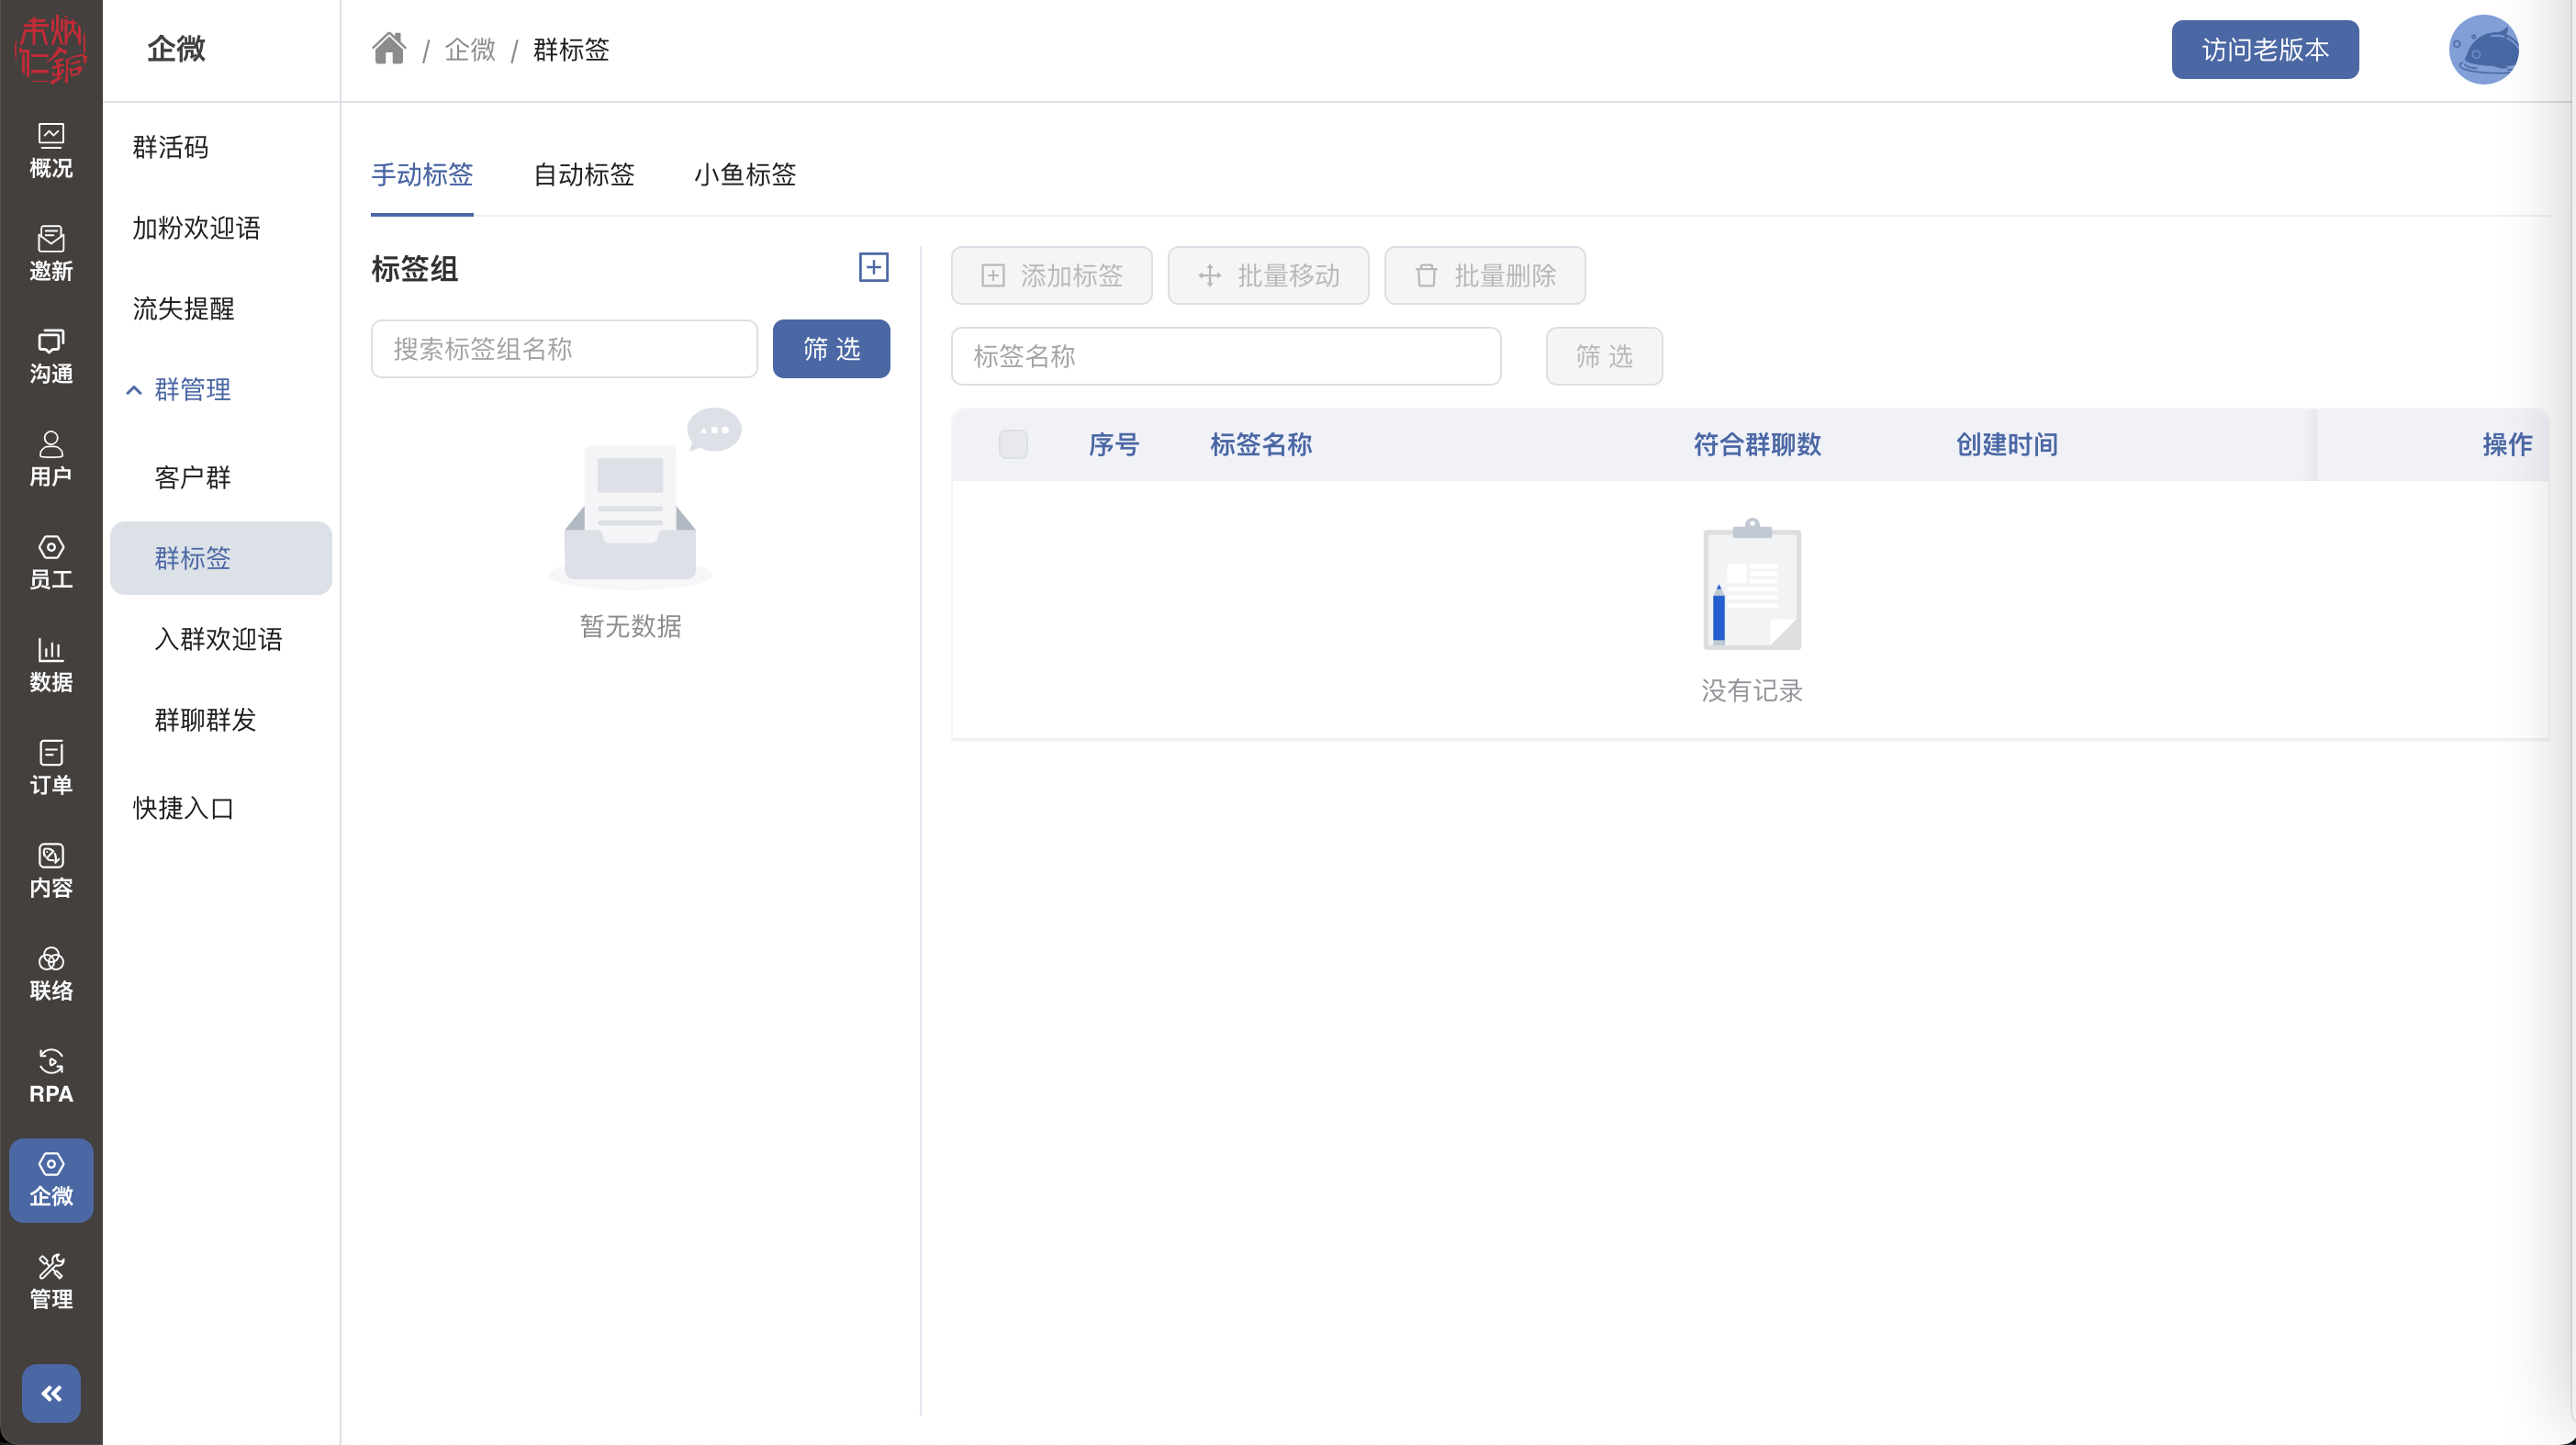 企微
/ 企微 / 群标签
访问老版本
概况
邀新
沟通
用户
员工
数据
订单
内容
联络
RPA
企微
管理
群活码
加粉欢迎语
流失提醒
群管理
客户群
群标签
入群欢迎语
群聊群发
快捷入口
手动标签 自动标签 小鱼标签
标签组
搜索标签组名称 筛 选
暂无数据
添加标签 批量移动 批量删除
标签名称 筛 选
序号 标签名称 符合群聊数 创建时间 操作
没有记录